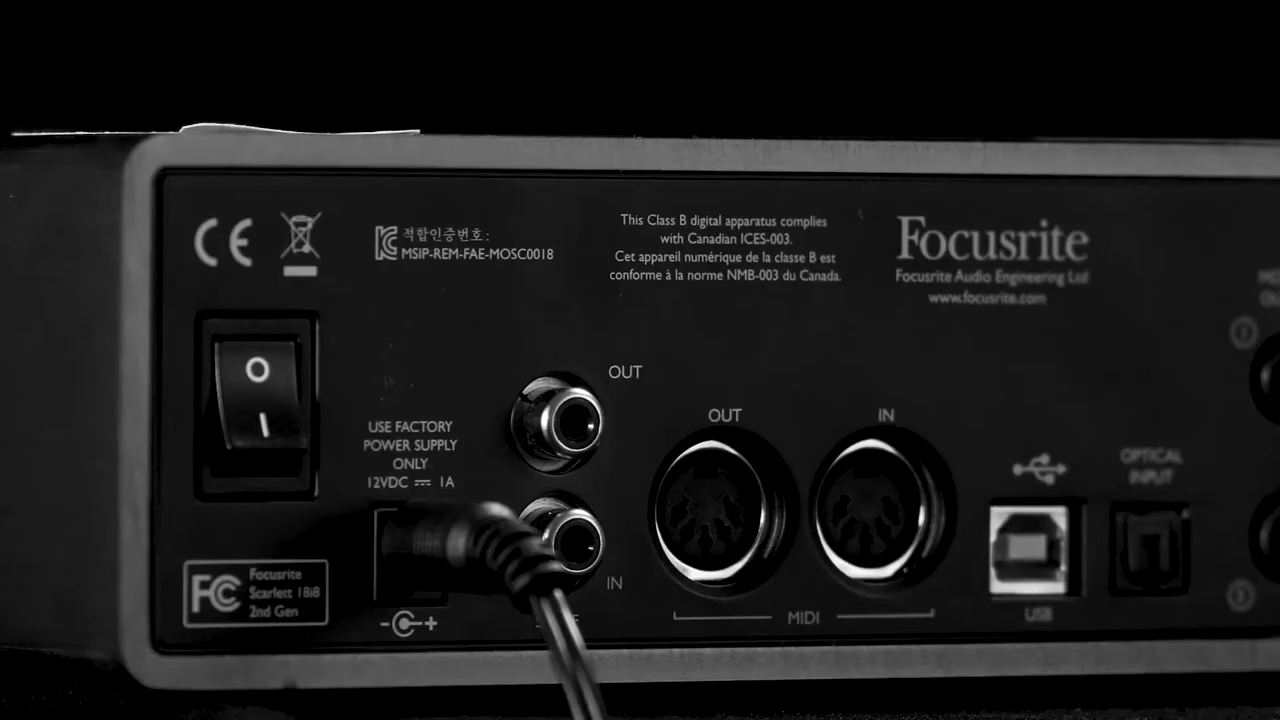 CE
적합인증번호:
MSIP-REM-FAE-MOSC0018
This Class B digital apparatus complies
with Canadian ICES-003.
Cet appareil numérique de la classe B est
conforme à la norme NMB-003 du Canada.
Focusrite
Focusrite Audio Engineering Ltd
www.focusrite.com
O
I
USE FACTORY
POWER SUPPLY
ONLY
12VDC ⎓ 1A
OUT
IN
OUT
IN
MIDI
USB
OPTICAL
INPUT
1
2
FC
Focusrite
Scarlett 18i8
2nd Gen
- +